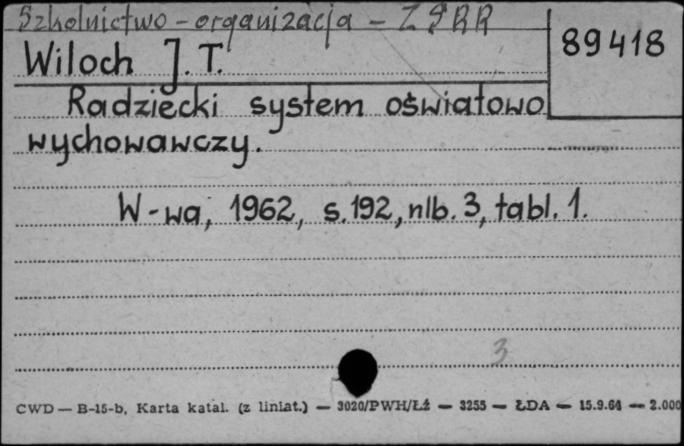 Szkolnictwo - organizacja - ZSRR
89418
Wiloch J. T.
Radziecki system oświatowo
wychowawczy.
W-wa, 1962, s. 192, nlb. 3, tabl. 1.
3
CWD — B-15-b, Karta katal. (z liniat.) — 3020/PWH/Łź — 3255 — ŁDA — 15.9.64 — 2.000